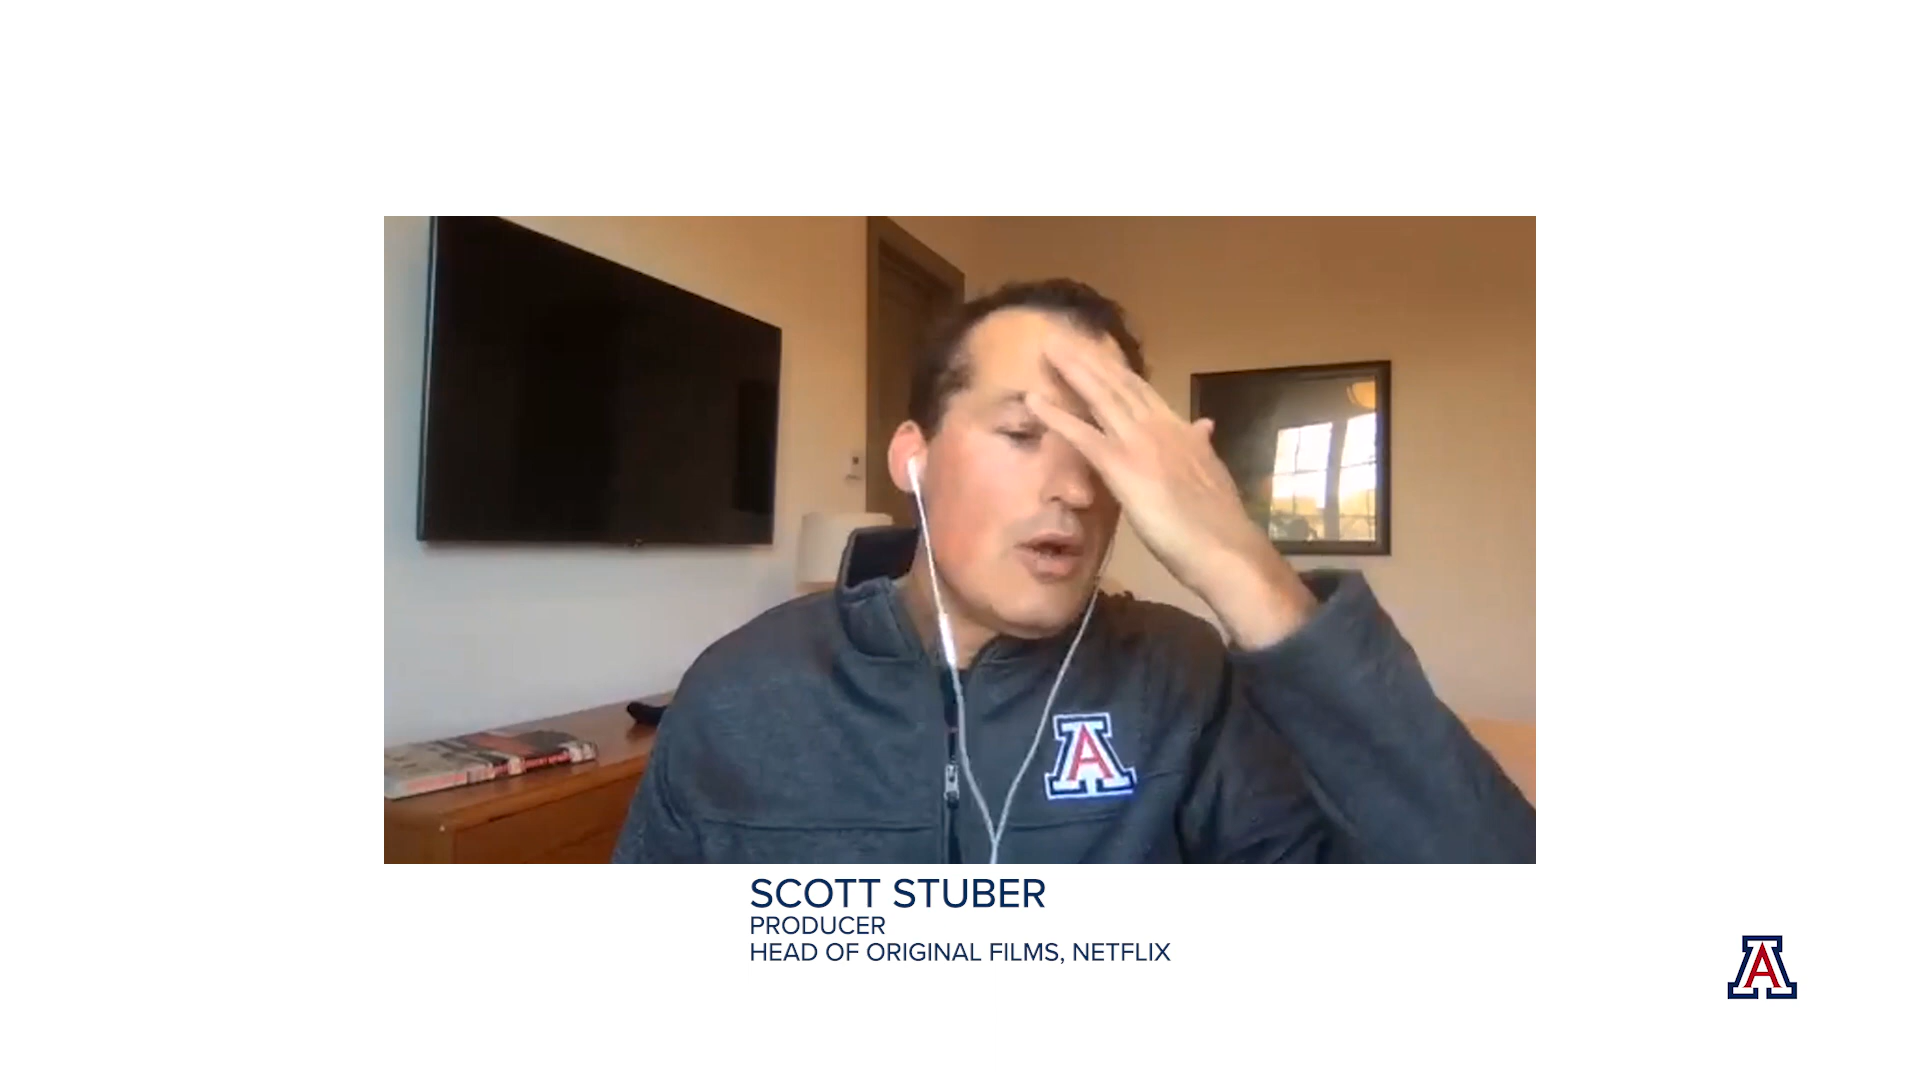 SCOTT STUBER
PRODUCER
HEAD OF ORIGINAL FILMS, NETFLIX
A
A